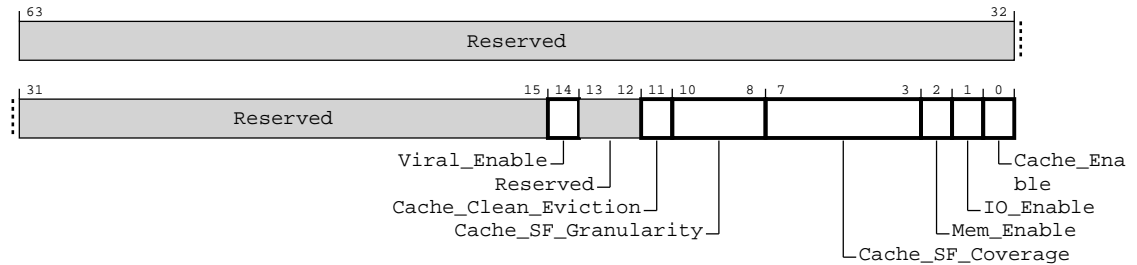 63 32
Reserved
31 15 14 13 12 11 10 8 7 3 2 1 0
Reserved
Viral_Enable Cache_Ena
Reserved ble
Cache_Clean_Eviction IO_Enable
Cache_SF_Granularity Mem_Enable
Cache_SF_Coverage